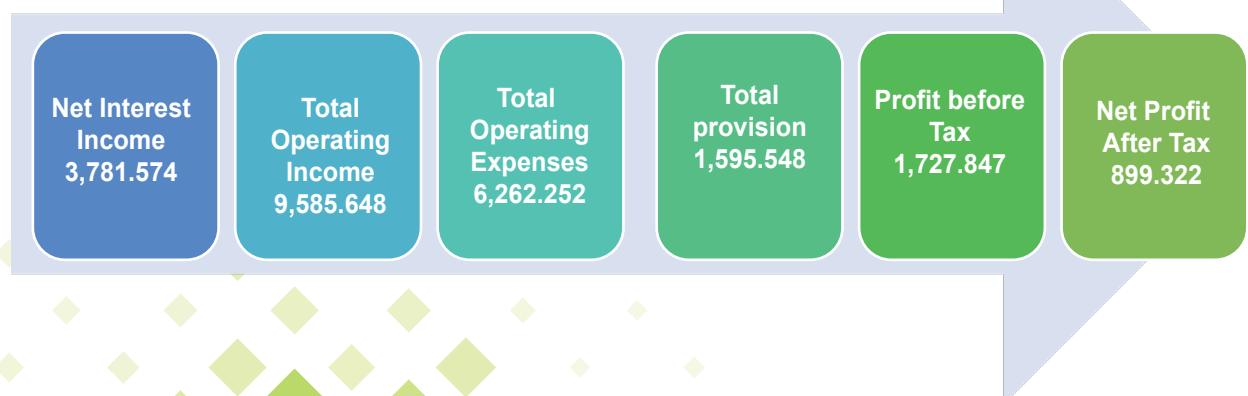 Net Interest
Income
3,781.574
Total
Operating
Income
9,585.648
Total
Operating
Expenses
6,262.252
Total
provision
1,595.548
Profit before
Tax
1,727.847
Net Profit
After Tax
899.322